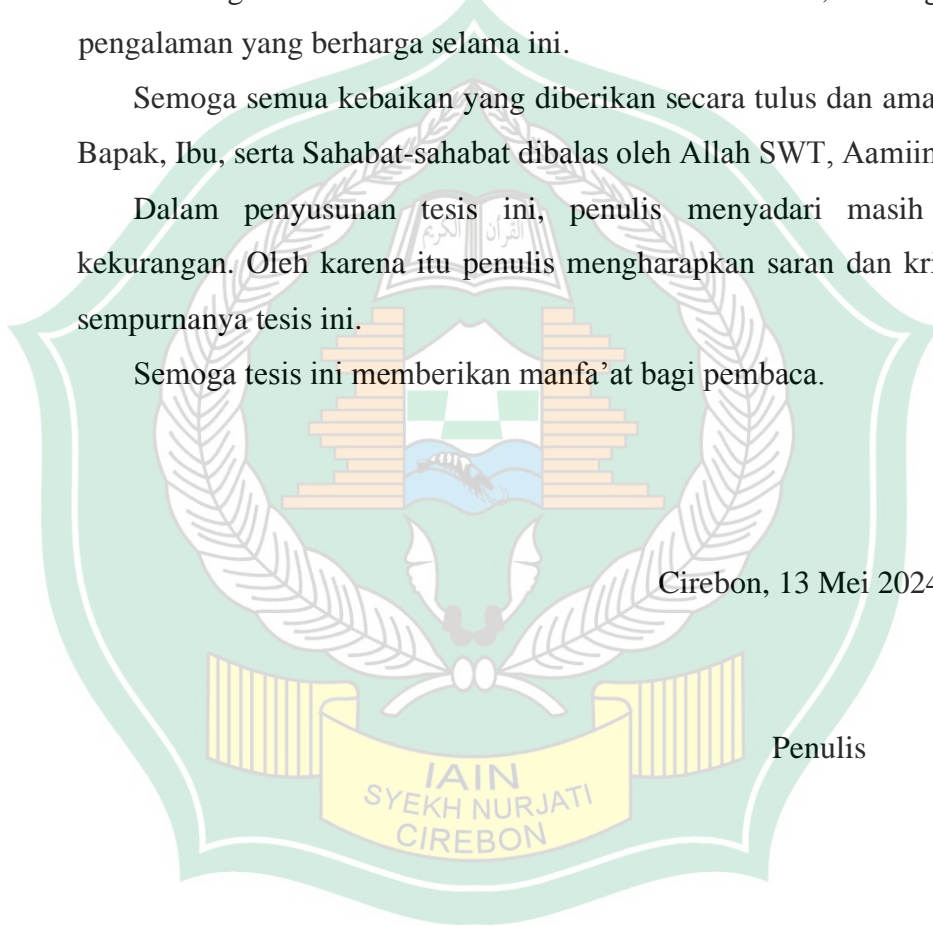 pengalaman yang berharga selama ini.
Semoga semua kebaikan yang diberikan secara tulus dan
Bapak, Ibu, serta Sahabat-sahabat dibalas oleh Allah SWT, Aamiin
Dalam penyusunan tesis ini, penulis menyadari masih
kekurangan. Oleh karena itu penulis mengharapkan saran dan
القرآن الكريم
sempurnanya tesis ini.
Semoga tesis ini memberikan manfa’at bagi pembaca.
Cirebon, 13 Mei 2024
Penulis
IAIN
SYEKH NURJATI
CIREBON